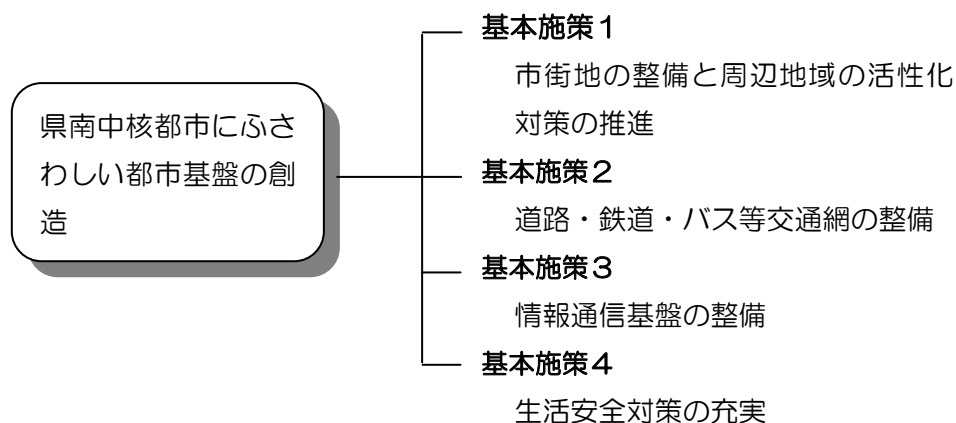 県南中核都市にふさ
わしい都市基盤の創
造
基本施策１
市街地の整備と周辺地域の活性化
対策の推進
基本施策２
道路・鉄道・バス等交通網の整備
基本施策３
情報通信基盤の整備
基本施策４
生活安全対策の充実